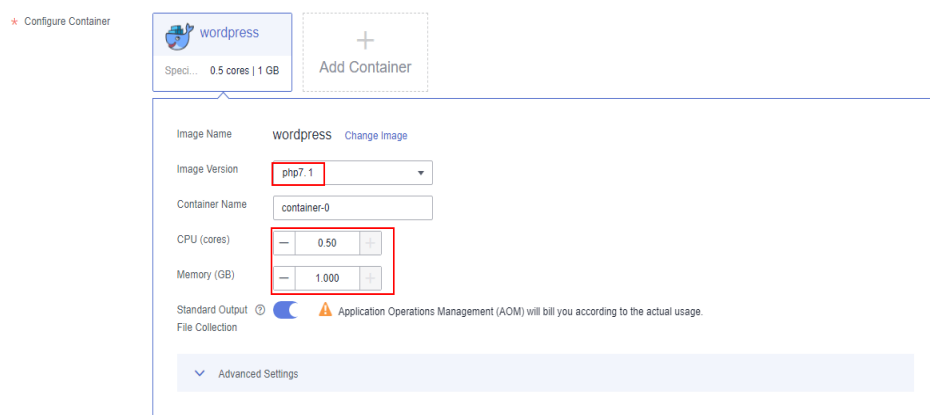 * Configure Container
wordpress
Speci... 0.5 cores | 1 GB
+
Add Container
Image Name wordpress Change Image
Image Version php7.1
Container Name container-0
CPU (cores) — 0.50 +
Memory (GB) — 1.000 +
Standard Output ? Application Operations Management (AOM) will bill you according to the actual usage.
File Collection
Advanced Settings